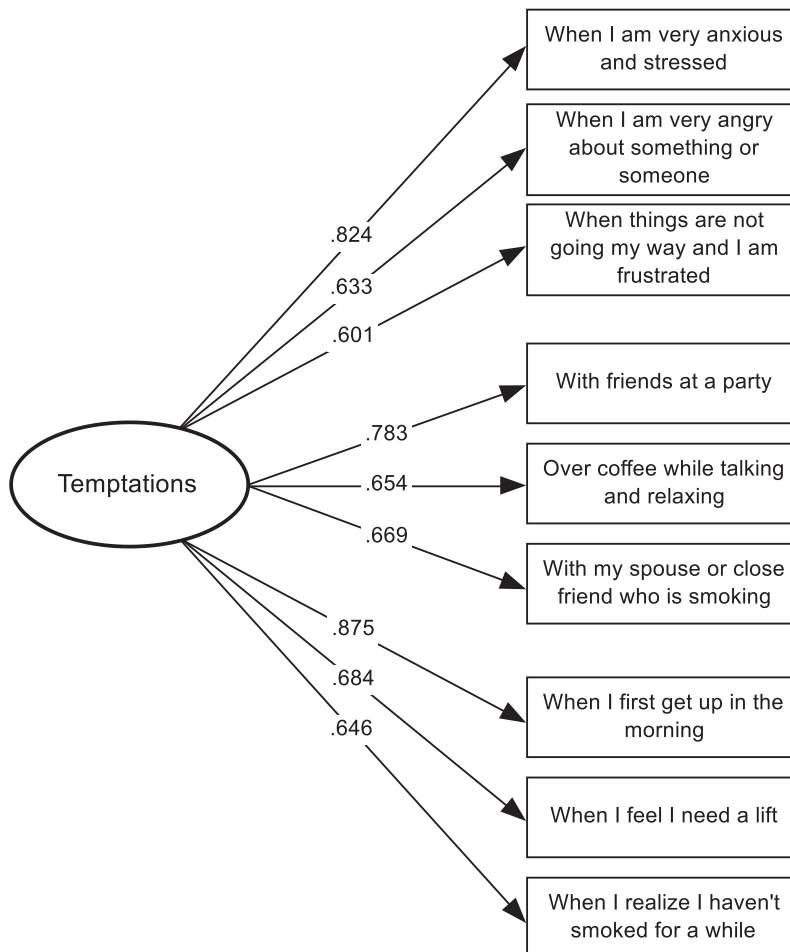 When I am very anxious
and stressed
When I am very angry
about something or
someone
When things are not
going my way and I am
frustrated
.824
.633
.601
With friends at a party
.783
Over coffee while talking
and relaxing
.654
Temptations
.669
With my spouse or close
friend who is smoking
.875
.684
.646
When I first get up in the
morning
When I feel I need a lift
When I realize I haven't
smoked for a while